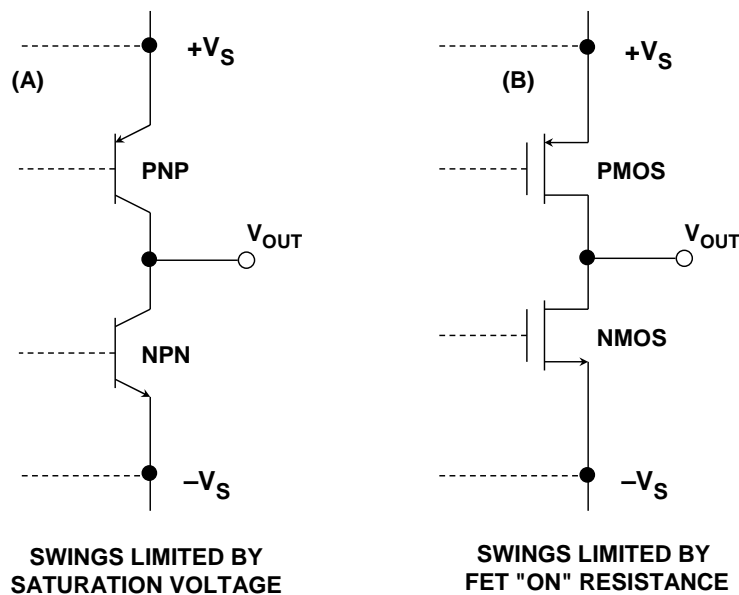 +VS
(A)
PNP
VOUT
NPN
–VS
SWINGS LIMITED BY
SATURATION VOLTAGE
+VS
(B)
PMOS
VOUT
NMOS
–VS
SWINGS LIMITED BY
FET "ON" RESISTANCE